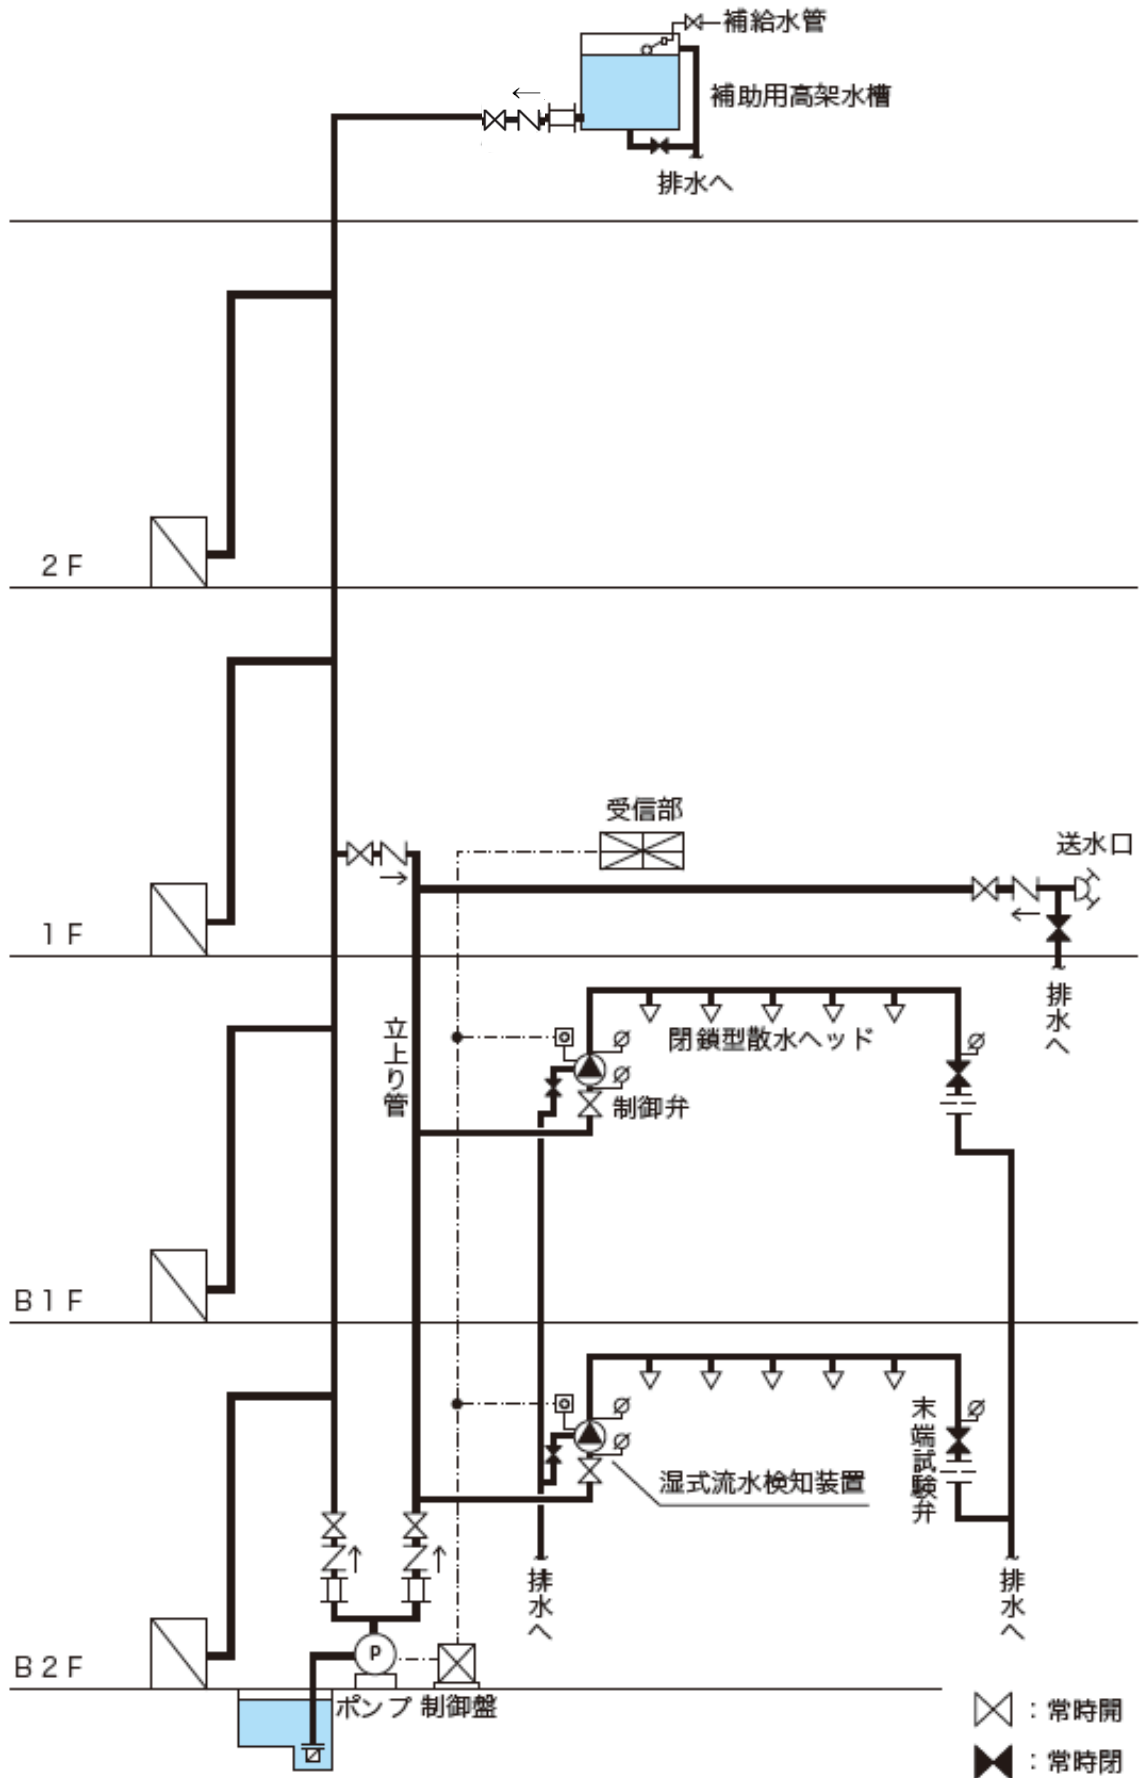 補給水管
補助用高架水槽
排水へ
2F
受信部
送水口
1F
排水へ
立上り管
閉鎖型散水ヘッド
制御弁
B1F
末端試験弁
湿式流水検知装置
排水へ
排水へ
P
B2F
ポンプ 制御盤
：常時開
：常時閉